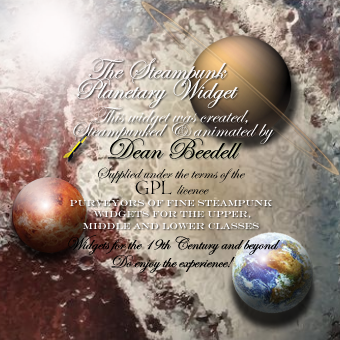 The Steampunk
Planetary Widget
This widget was created,
Steampunked & animated by
Dean Beedell
Supplied under the terms of the
GPL licence
PURVEYORS OF FINE STEAMPUNK
WIDGETS FOR THE UPPER,
MIDDLE AND LOWER CLASSES
Widgets for the 19th Century and beyond
Do enjoy the experience!